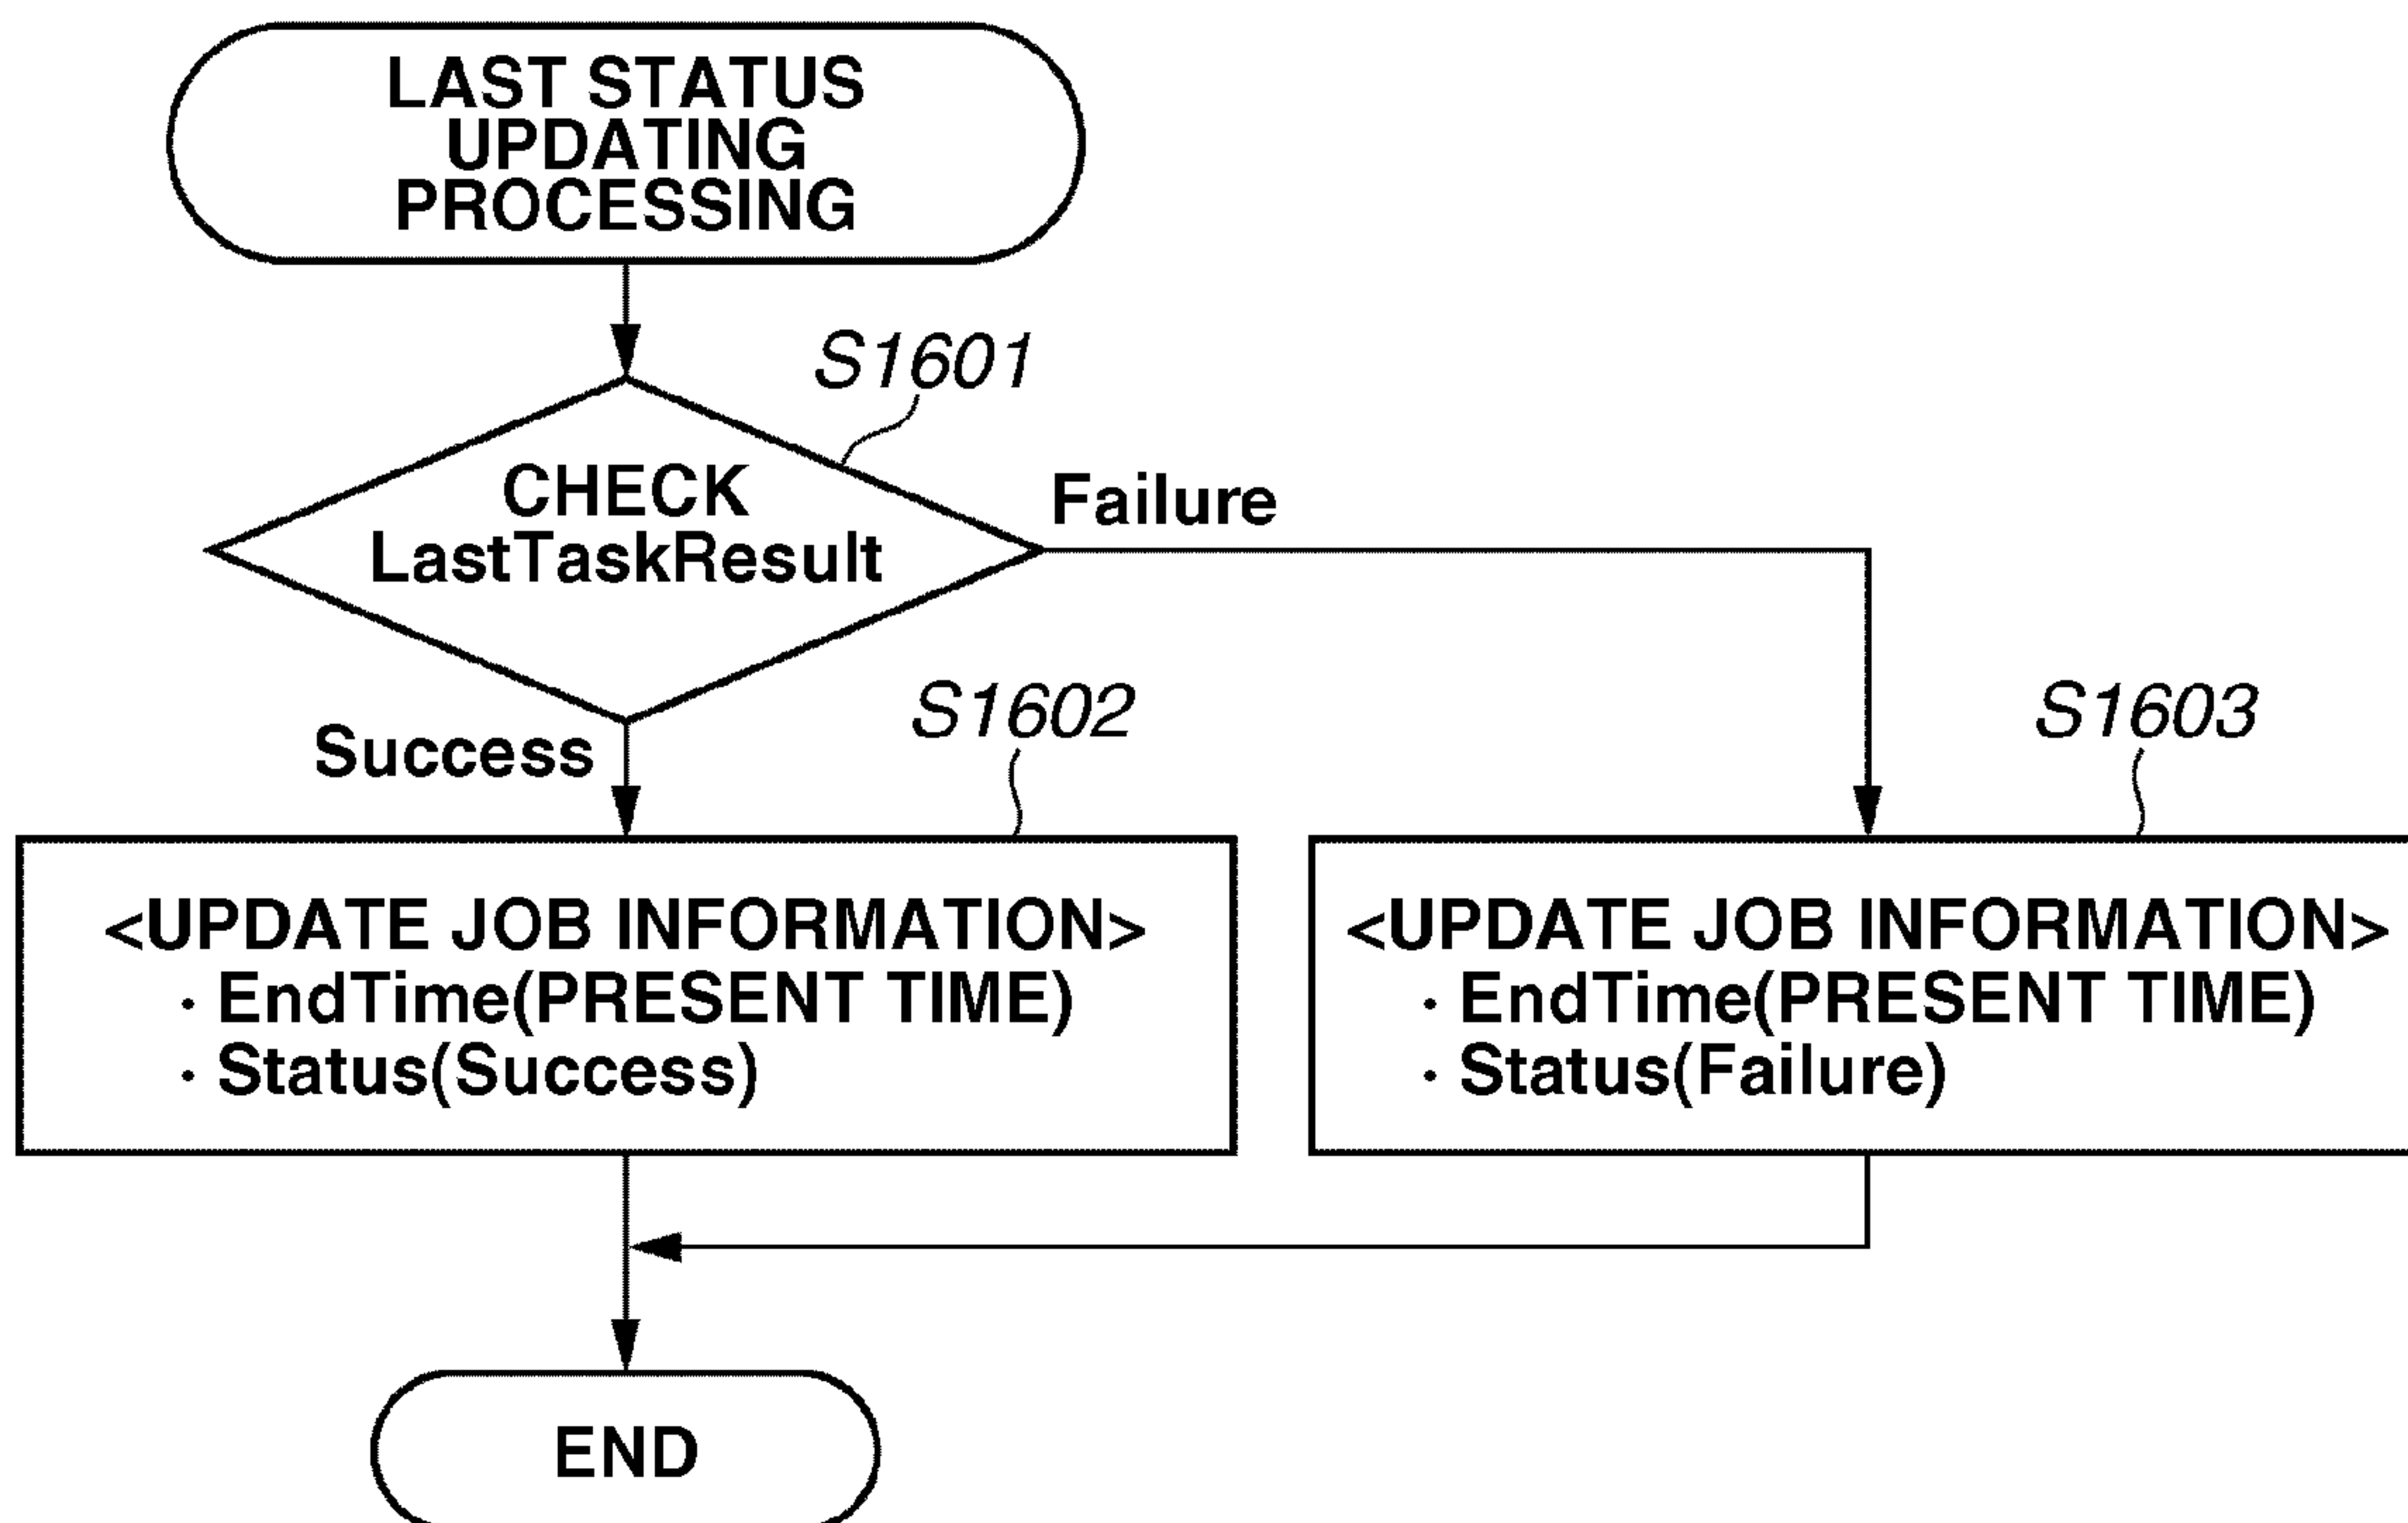 LAST STATUS
UPDATING
PROCESSING
S1601
CHECK
LastTaskResult
Failure
Success
S1602
S1603
<UPDATE JOB INFORMATION>
· EndTime(PRESENT TIME)
· Status(Success)
<UPDATE JOB INFORMATION>
· EndTime(PRESENT TIME)
· Status(Failure)
END